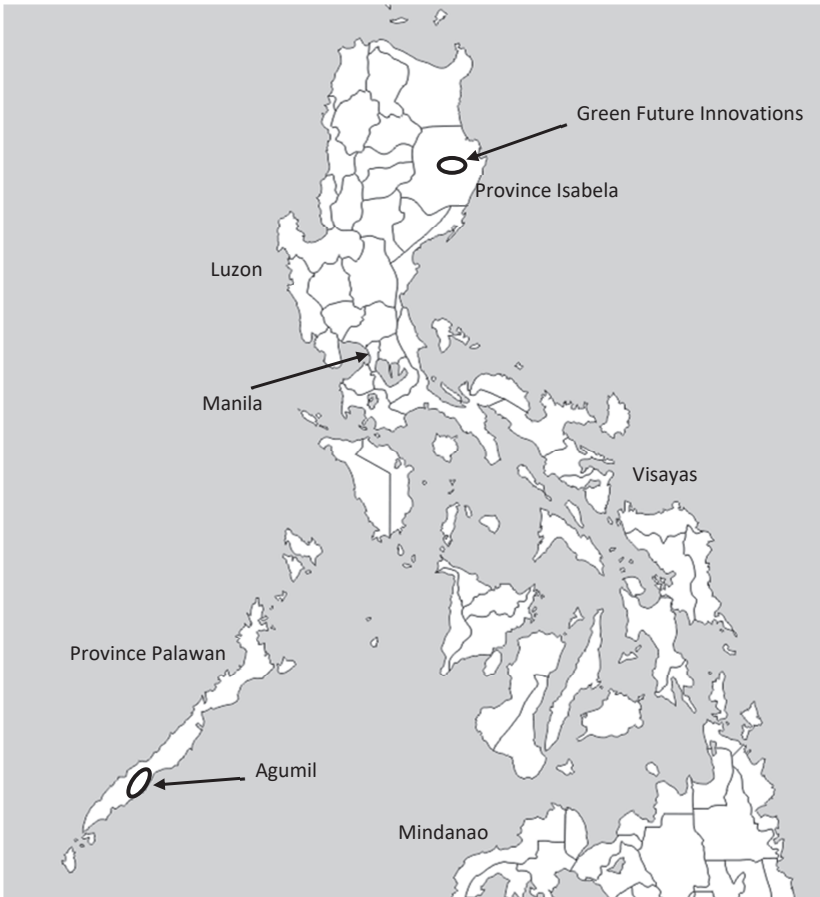 Green Future Innovations
Province Isabela
Luzon
Manila
Visayas
Province Palawan
Agumil
Mindanao